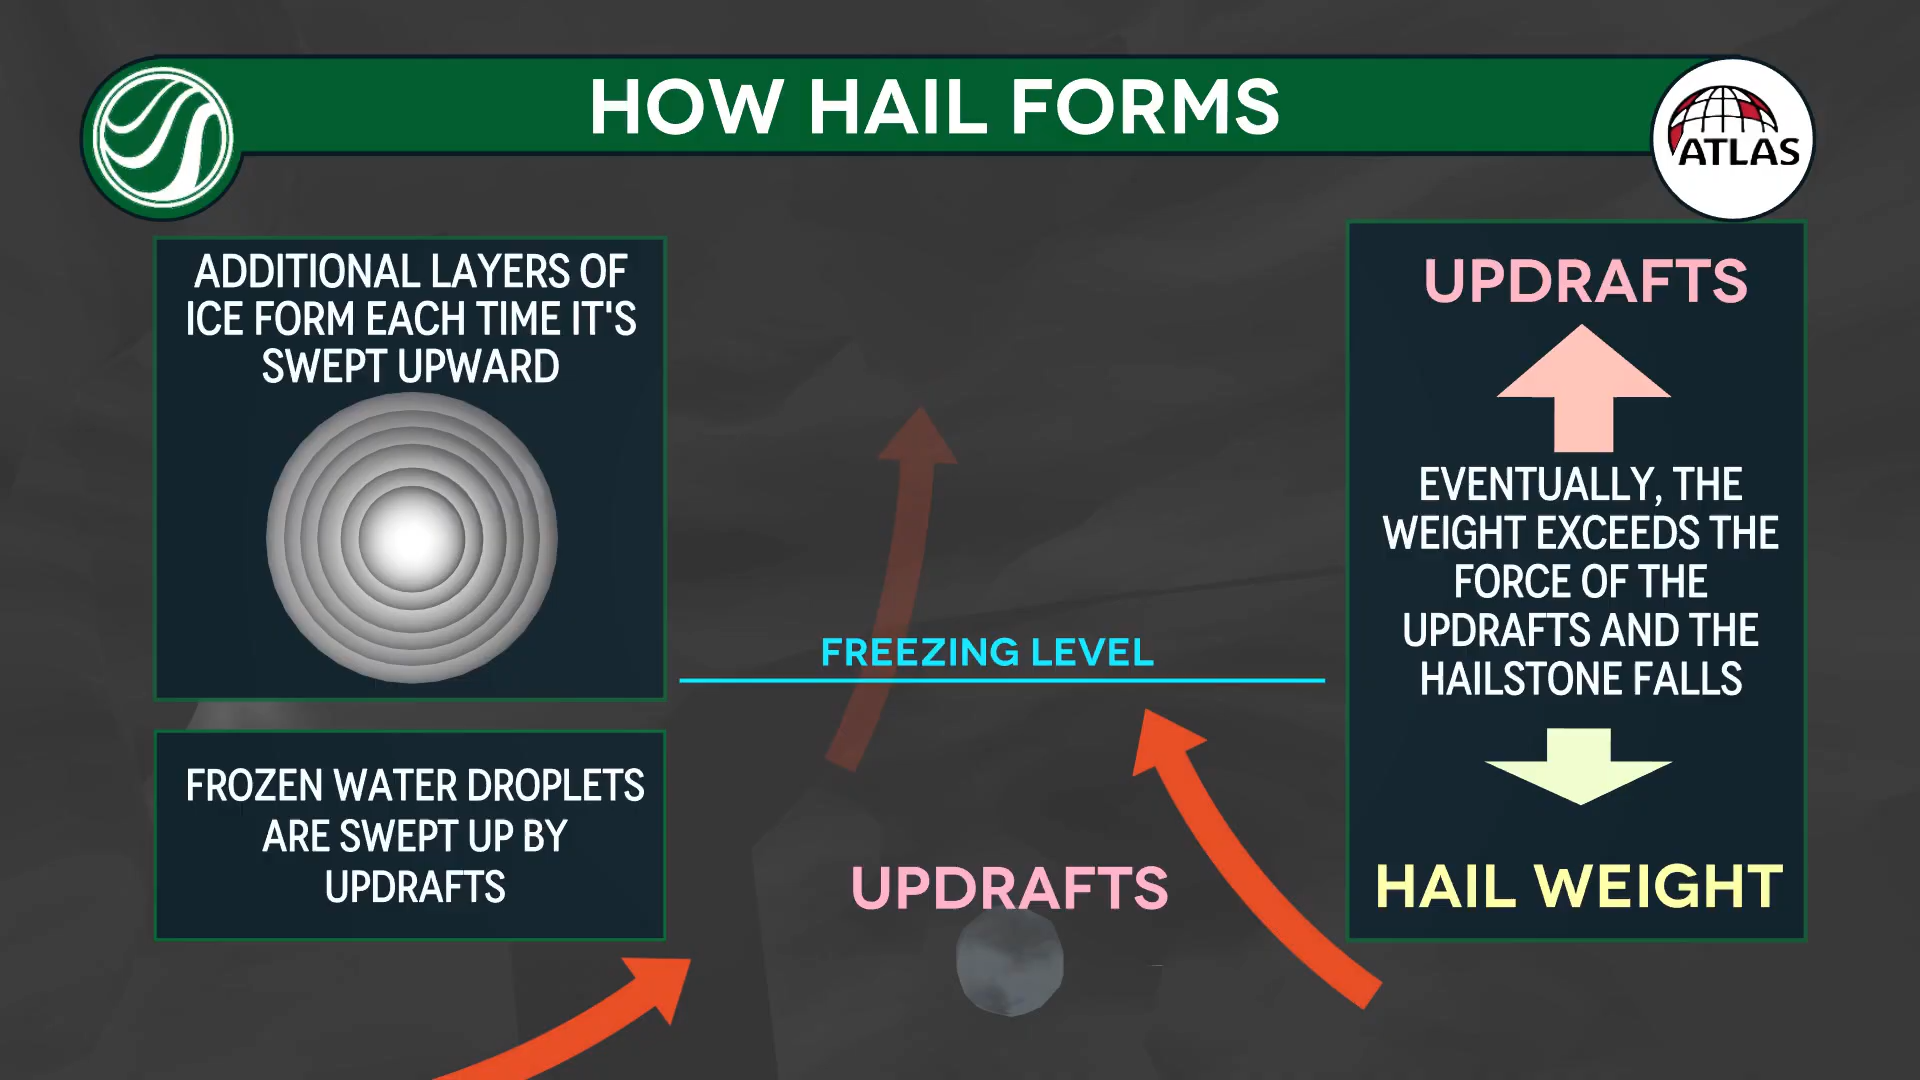 HOW HAIL FORMS
ATLAS
ADDITIONAL LAYERS OF
ICE FORM EACH TIME IT'S
SWEPT UPWARD
FROZEN WATER DROPLETS
ARE SWEPT UP BY
UPDRAFTS
FREEZING LEVEL
UPDRAFTS
UPDRAFTS
EVENTUALLY, THE
WEIGHT EXCEEDS THE
FORCE OF THE
UPDRAFTS AND THE
HAILSTONE FALLS
HAIL WEIGHT